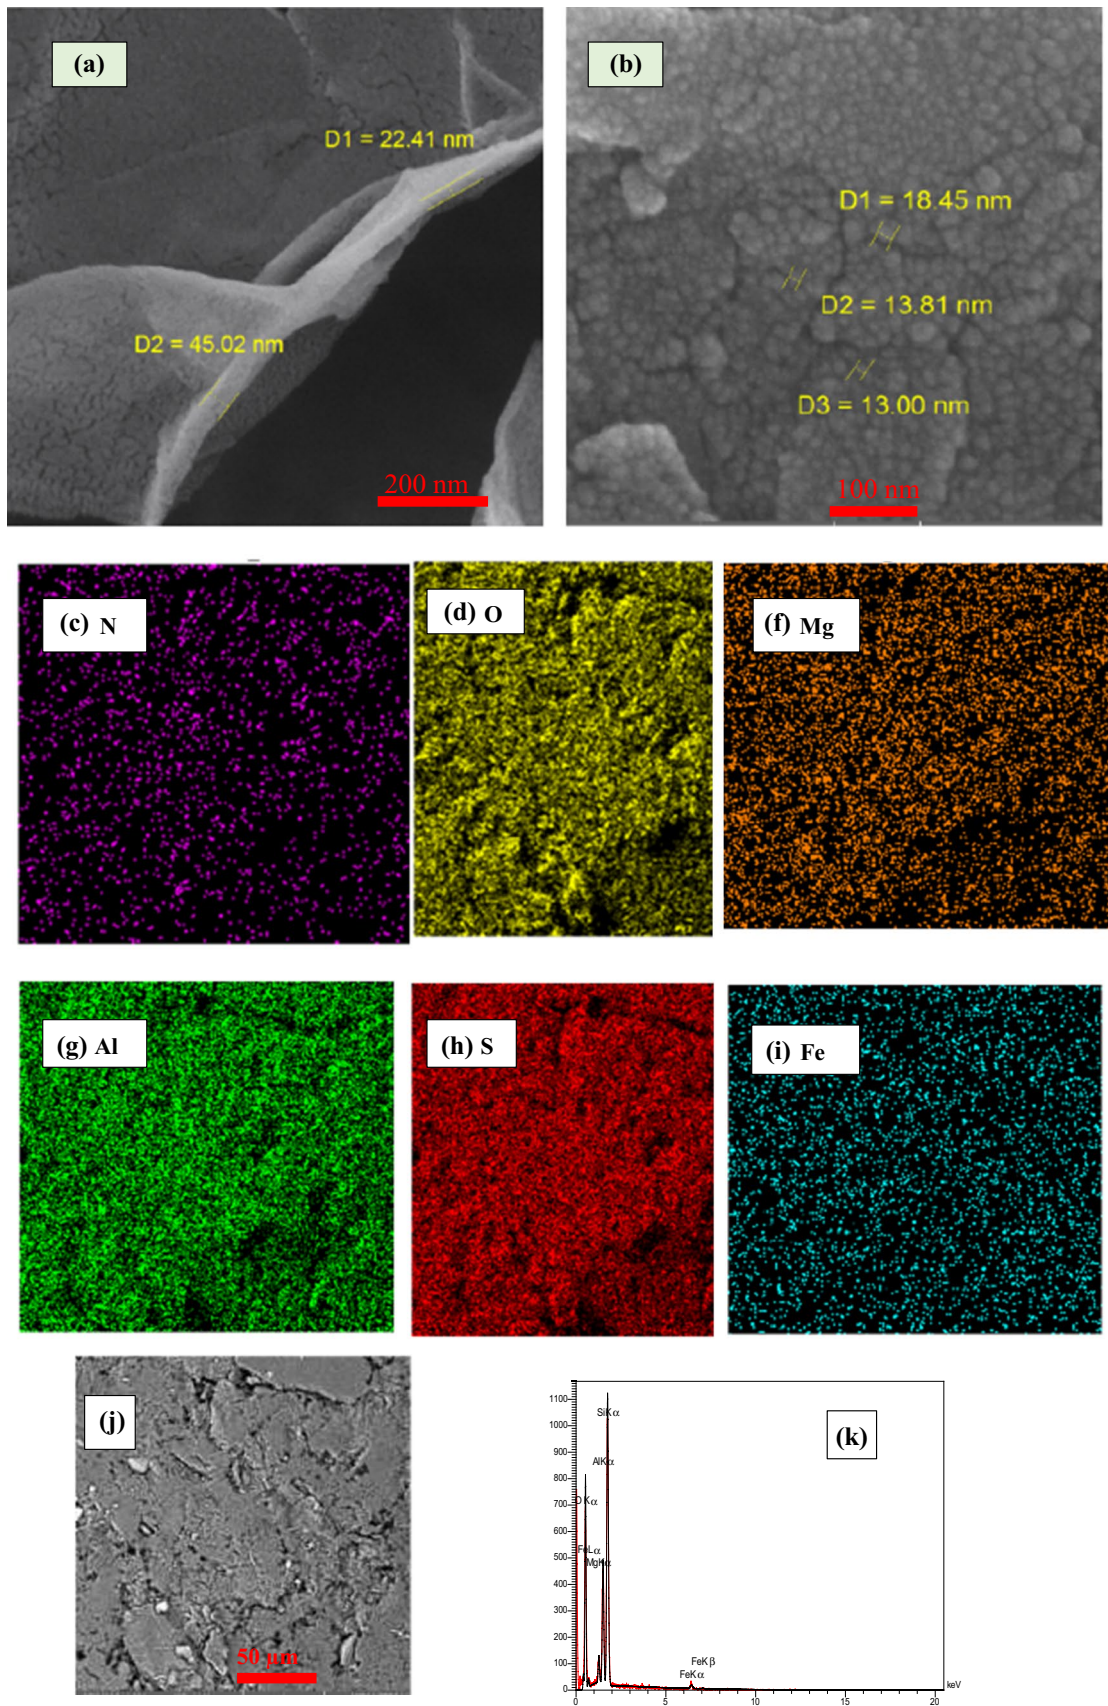 (a)
D1 = 22.41 nm
D2 = 45.02 nm
200 nm
(b)
D1 = 18.45 nm
D2 = 13.81 nm
D3 = 13.00 nm
100 nm
(c) N
(d) O
(f) Mg
(g) Al
(h) S
(i) Fe
(j)
50 µm
(k)
1100
1000
900
800
700
600
500
400
300
200
100
0
SiKα
AlKα
OKα
FeLα
MgKα
FeKβ
FeKα
keV
0
5
10
15
20